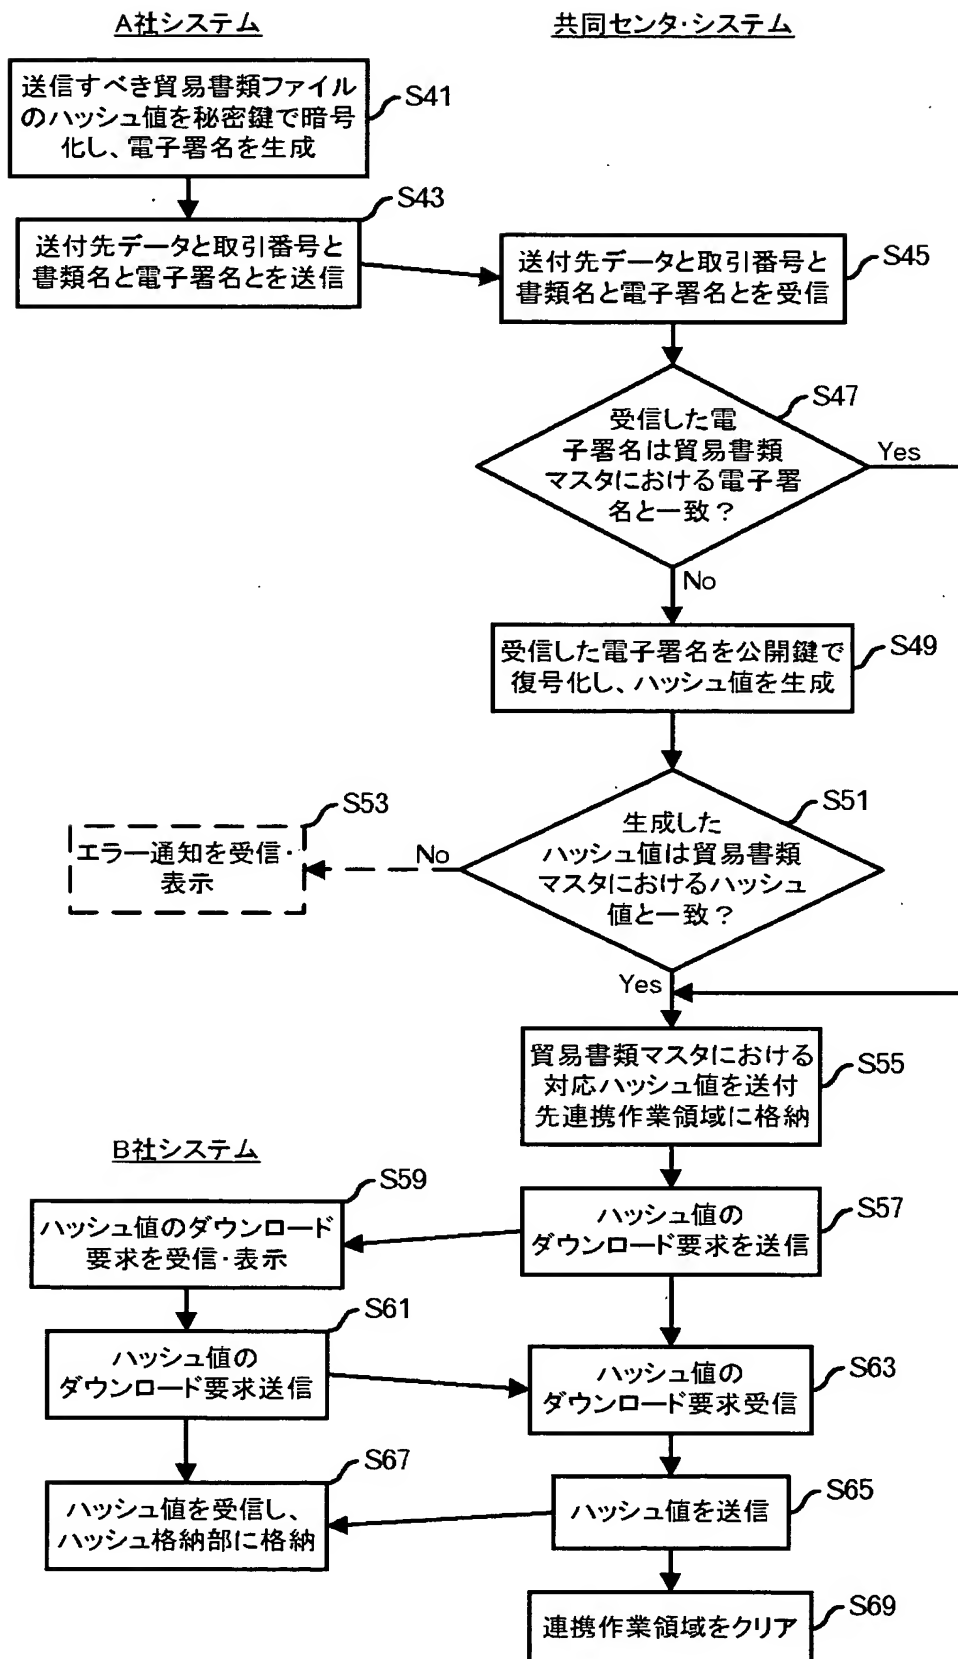 A社システム
共同センタ・システム
送信すべき貿易書類ファイル
のハッシュ値を秘密鍵で暗号
化し、電子署名を生成
S41
S43
送付先データと取引番号と
書類名と電子署名とを送信
送付先データと取引番号と
書類名と電子署名とを受信
S45
S47
受信した電
子署名は貿易書類
マスタにおける電子署
名と一致？
Yes
No
受信した電子署名を公開鍵で
復号化し、ハッシュ値を生成
S49
S51
生成した
ハッシュ値は貿易書類
マスタにおけるハッシュ
値と一致？
No
S53
エラー通知を受信・
表示
Yes
貿易書類マスタにおける
対応ハッシュ値を送付
先連携作業領域に格納
S55
B社システム
S59
ハッシュ値のダウンロード
要求を受信・表示
ハッシュ値の
ダウンロード要求を送信
S57
S61
ハッシュ値の
ダウンロード要求送信
ハッシュ値の
ダウンロード要求受信
S63
S67
ハッシュ値を受信し、
ハッシュ格納部に格納
ハッシュ値を送信
S65
連携作業領域をクリア
S69